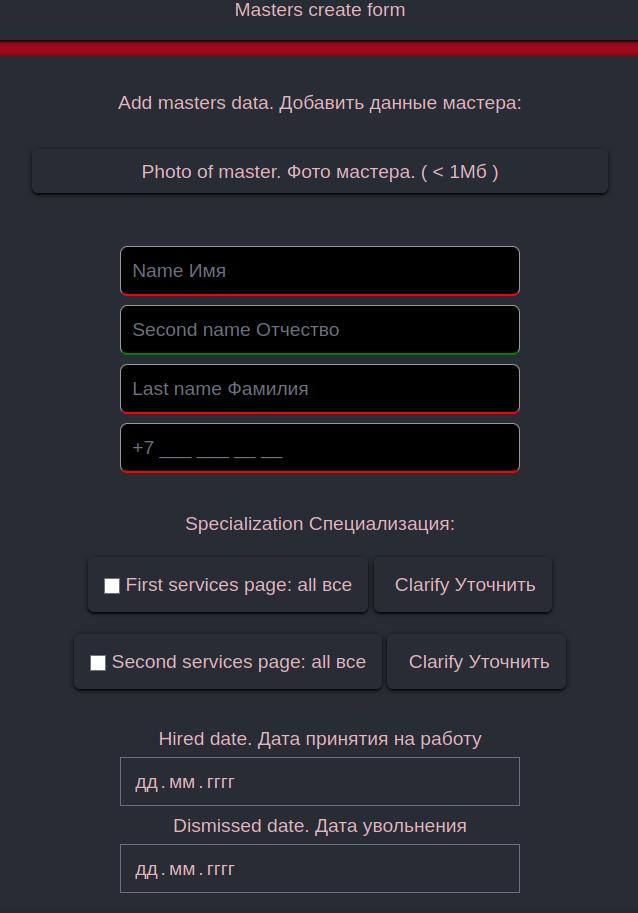 Masters create form
Add masters data. Добавить данные мастера:
Photo of master. Фото мастера. ( < 1Мб )
Name Имя
Second name Отчество
Last name Фамилия
+7 ___ ___ __ __
Specialization Специализация:
First services page: all все Clarify Уточнить
Second services page: all все Clarify Уточнить
Hired date. Дата принятия на работу
дд.мм.гггг
Dismissed date. Дата увольнения
дд.мм.гггг